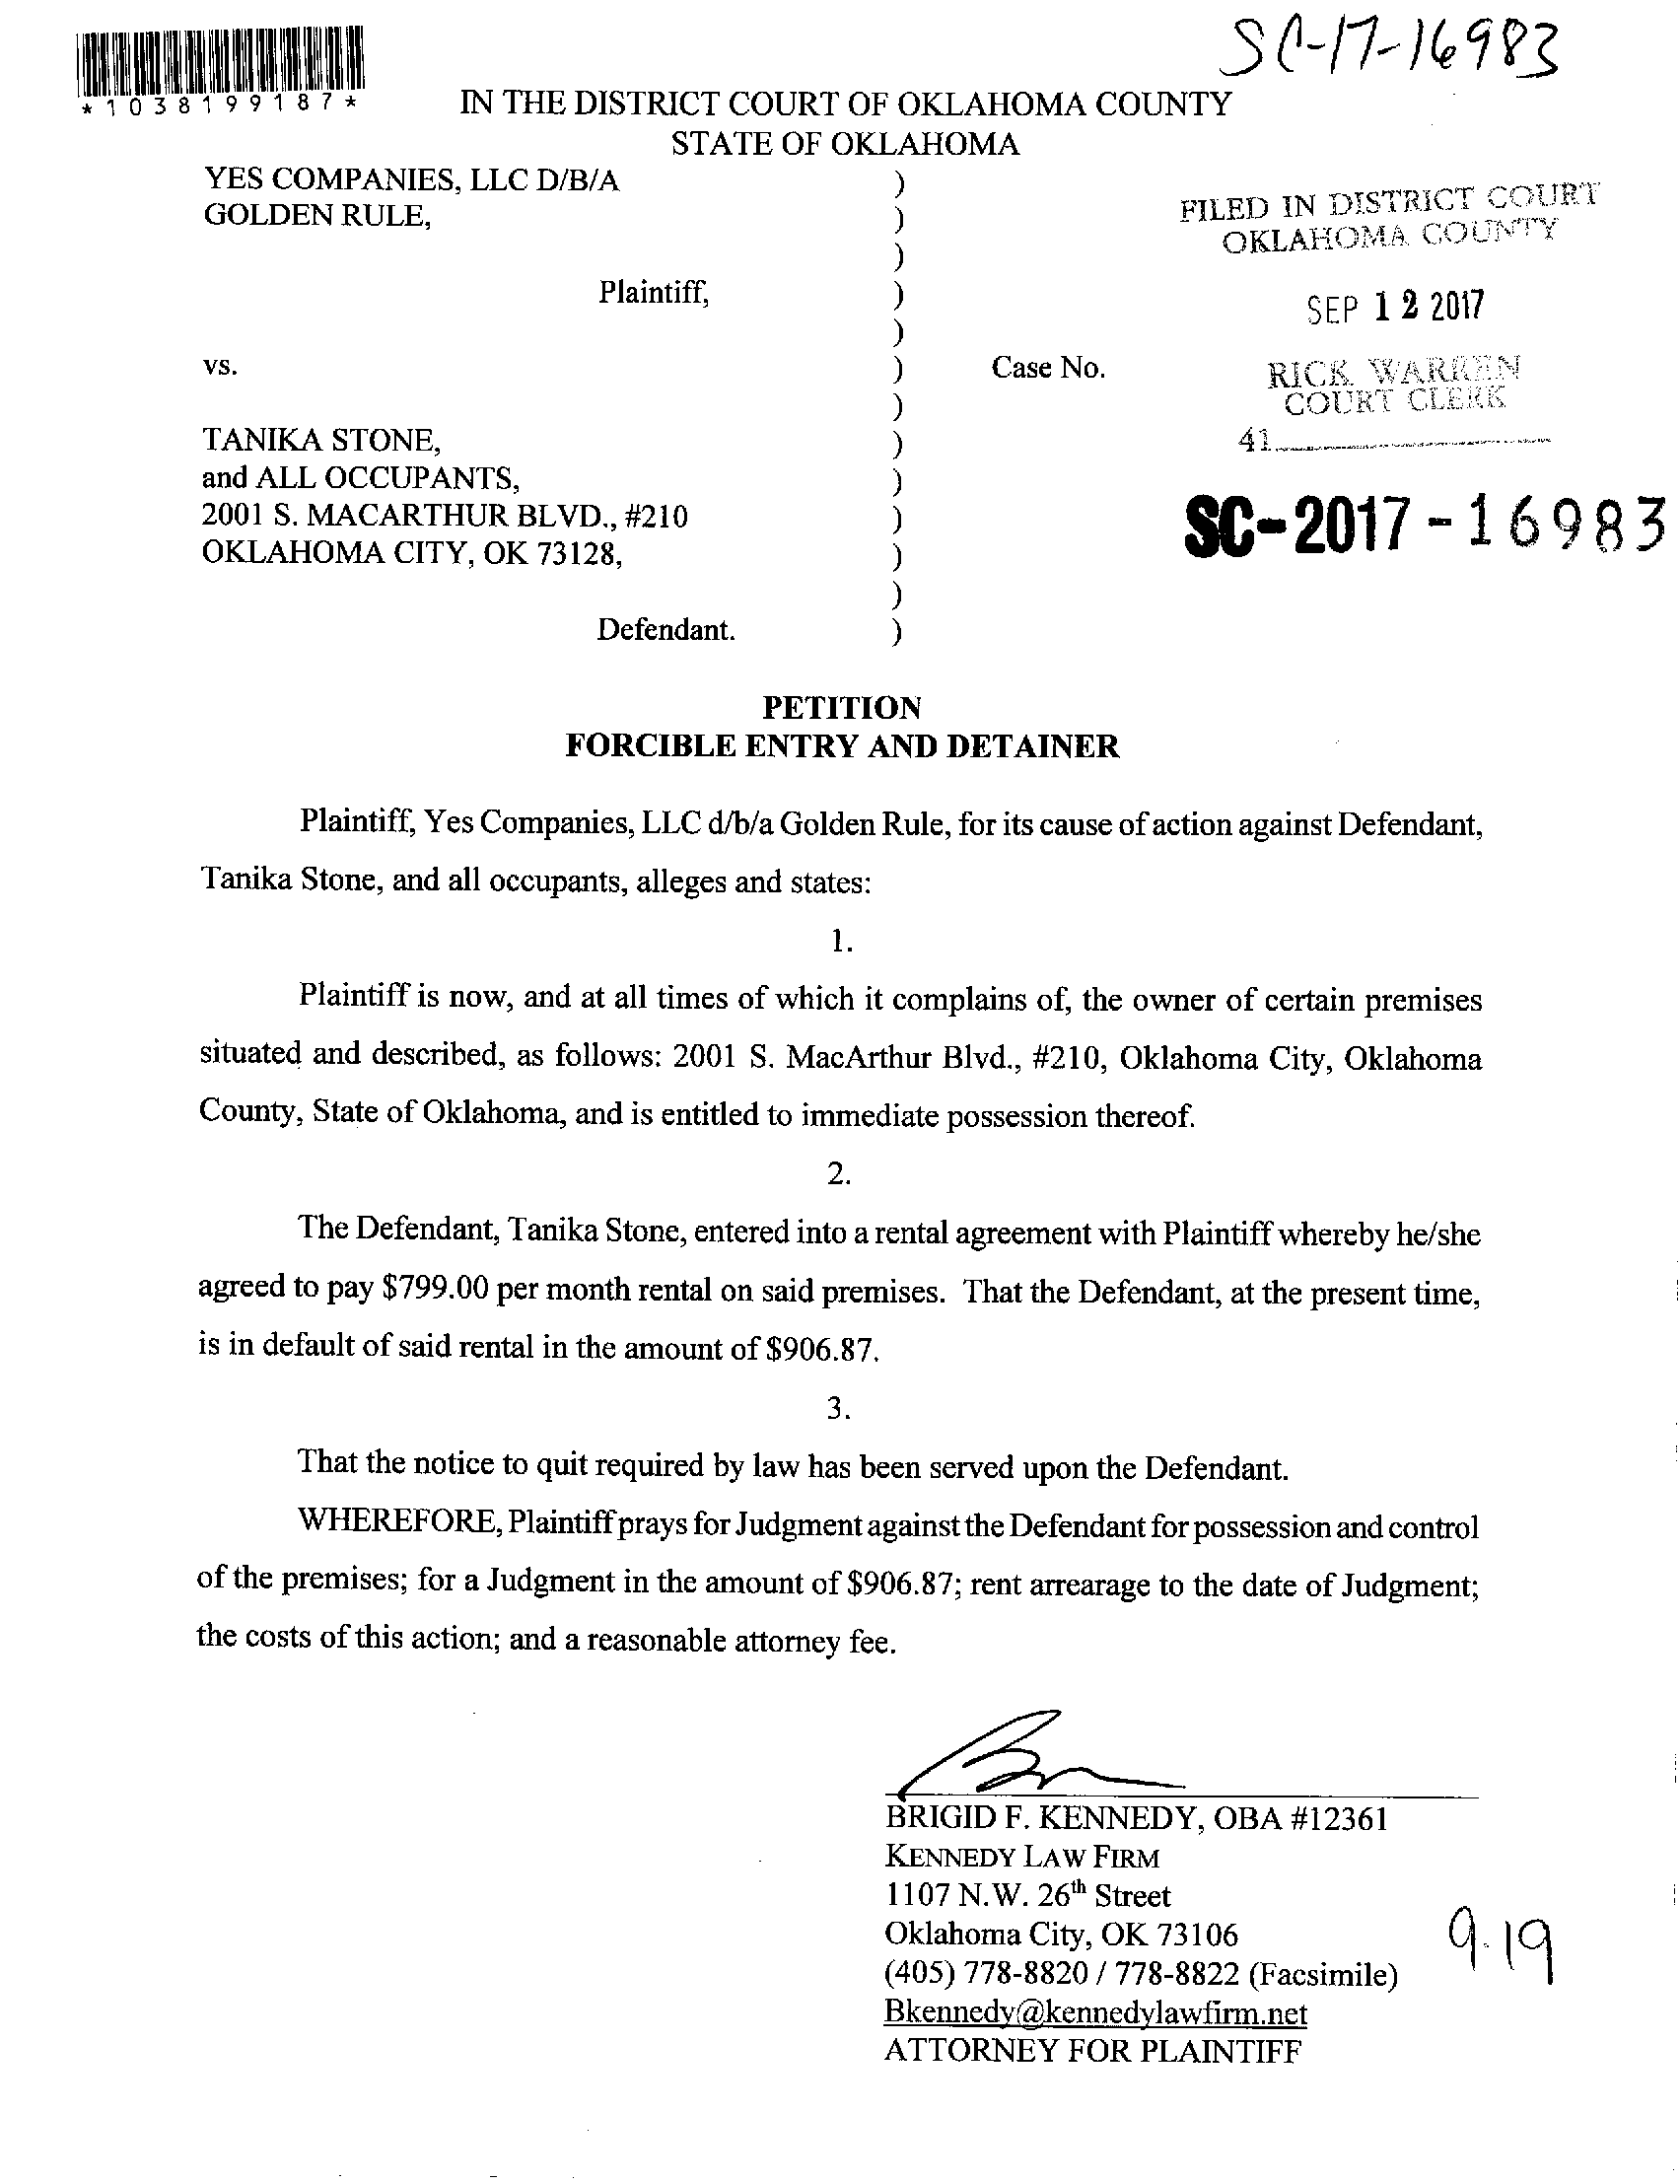 SC-17-16983
*1038199187*
IN THE DISTRICT COURT OF OKLAHOMA COUNTY
STATE OF OKLAHOMA
YES COMPANIES, LLC D/B/A )
GOLDEN RULE, )
)
Plaintiff, )
)
vs. ) Case No.
)
TANIKA STONE, )
and ALL OCCUPANTS, )
2001 S. MACARTHUR BLVD., #210 )
OKLAHOMA CITY, OK 73128, )
)
Defendant. )
FILED IN DISTRICT COURT
OKLAHOMA COUNTY
SEP 12 2017
RICK WARREN
COURT CLERK
41
SC-2017-16983
PETITION
FORCIBLE ENTRY AND DETAINER
Plaintiff, Yes Companies, LLC d/b/a Golden Rule, for its cause of action against Defendant,
Tanika Stone, and all occupants, alleges and states:
1.
Plaintiff is now, and at all times of which it complains of, the owner of certain premises
situated and described, as follows: 2001 S. MacArthur Blvd., #210, Oklahoma City, Oklahoma
County, State of Oklahoma, and is entitled to immediate possession thereof.
2.
The Defendant, Tanika Stone, entered into a rental agreement with Plaintiff whereby he/she
agreed to pay $799.00 per month rental on said premises. That the Defendant, at the present time,
is in default of said rental in the amount of $906.87.
3.
That the notice to quit required by law has been served upon the Defendant.
WHEREFORE, Plaintiff prays for Judgment against the Defendant for possession and control
of the premises; for a Judgment in the amount of $906.87; rent arrearage to the date of Judgment;
the costs of this action; and a reasonable attorney fee.
BRIGID F. KENNEDY, OBA #12361
KENNEDY LAW FIRM
1107 N.W. 26th Street
Oklahoma City, OK 73106
(405) 778-8820 / 778-8822 (Facsimile)
Bkennedy@kennedylawfirm.net
ATTORNEY FOR PLAINTIFF
9.19